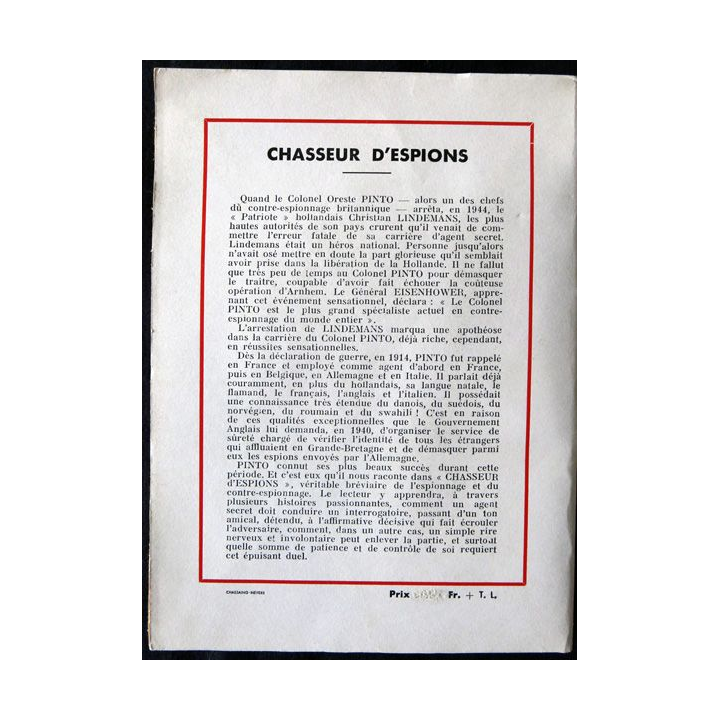 CHASSEUR D'ESPIONS
Quand le Colonel Oreste PINTO — alors un des chefs
du contre-espionnage britannique — arrêta, en 1944, le
« Patriote » hollandais Christian LINDEMANS, les plus
hautes autorités de son pays crurent qu'il venait de com-
mettre l'erreur fatale de sa carrière d'agent secret.
Lindemans était un héros national. Personne jusqu'alors
n'avait osé mettre en doute la part glorieuse qu'il semblait
avoir prise dans la libération de la Hollande. Il ne fallut
que très peu de temps au Colonel PINTO pour démasquer
le traitre, coupable d'avoir fait échouer la coûteuse
opération d'Arnhem. Le Général EISENHOWER, appre-
nant cet événement sensationnel, déclara : « Le Colonel
PINTO est le plus grand spécialiste actuel en contre-
espionnage du monde entier ».
L'arrestation de LINDEMANS marqua une apothéose
dans la carrière du Colonel PINTO, déjà riche, cependant,
en réussites sensationnelles.
Dès la déclaration de guerre, en 1914, PINTO fut rappelé
en France et employé comme agent d'abord en France,
puis en Belgique, en Allemagne et en Italie. Il parlait déjà
couramment, en plus du hollandais, sa langue natale, le
flamand, le français, l'anglais et l'italien. Il possédait
une connaissance très étendue du danois, du suédois, du
norvégien, du roumain et du swahili ! C'est en raison
de ces qualités exceptionnelles que le Gouvernement
Anglais lui demanda, en 1940, d'organiser le service de
sûreté chargé de vérifier l'identité de tous les étrangers
qui affluaient en Grande-Bretagne et de démasquer parmi
eux les espions envoyés par l'Allemagne.
PINTO connut ses plus beaux succès durant cette
période. Et c'est eux qu'il nous raconte dans « CHASSEUR
d'ESPIONS », véritable bréviaire de l'espionnage et du
contre-espionnage. Le lecteur y apprendra, à travers
plusieurs histoires passionnantes, comment un agent
secret doit conduire un interrogatoire, passant d'un ton
amical, détendu, à l'affirmative décisive qui fait écrouler
l'adversaire, comment, dans un autre cas, un simple rire
nerveux et involontaire peut enlever la partie, et surtout
quelle somme de patience et de contrôle de soi requiert
cet épuisant duel.
CHASSAING-NEVERS
Prix Fr. + T. L.